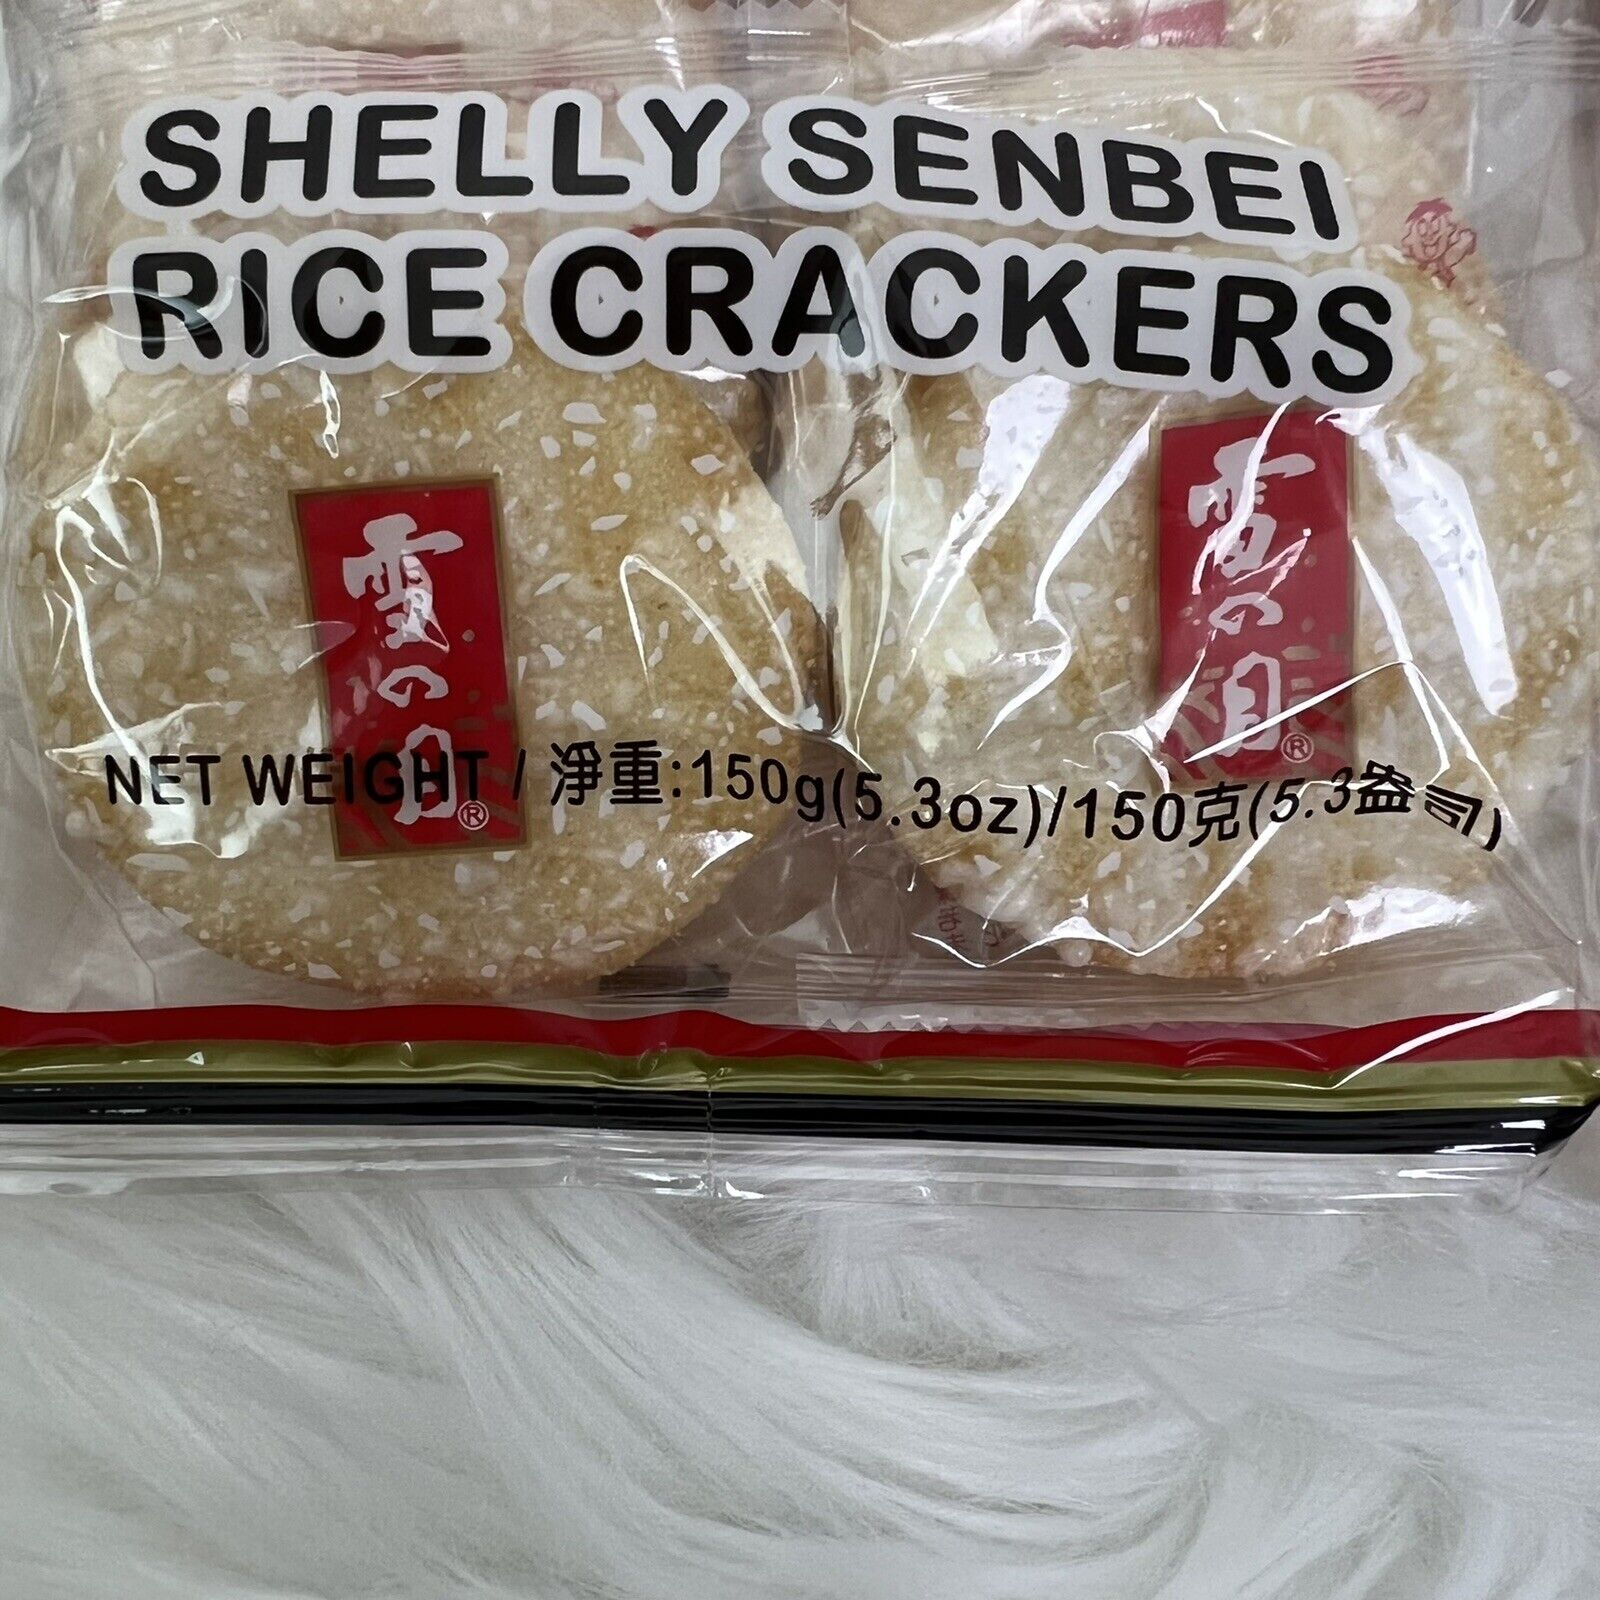 SHELLY SENBEI
RICE CRACKERS
雪の月
®
雪の月
®
NET WEIGHT / 淨重:150g(5.3oz)/150克(5.3盎司)